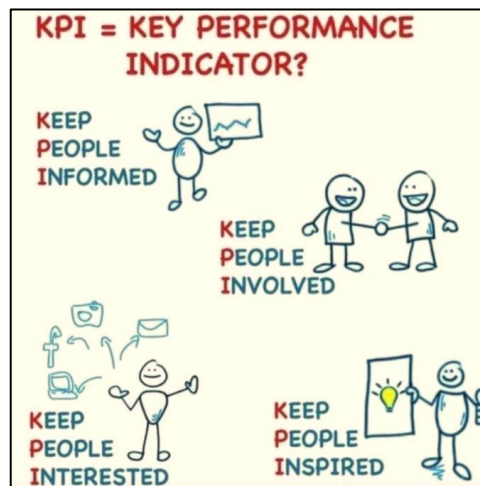 KPI = KEY PERFORMANCE
INDICATOR?
KEEP
PEOPLE
INFORMED
KEEP
PEOPLE
INVOLVED
KEEP
PEOPLE
INTERESTED
KEEP
PEOPLE
INSPIRED